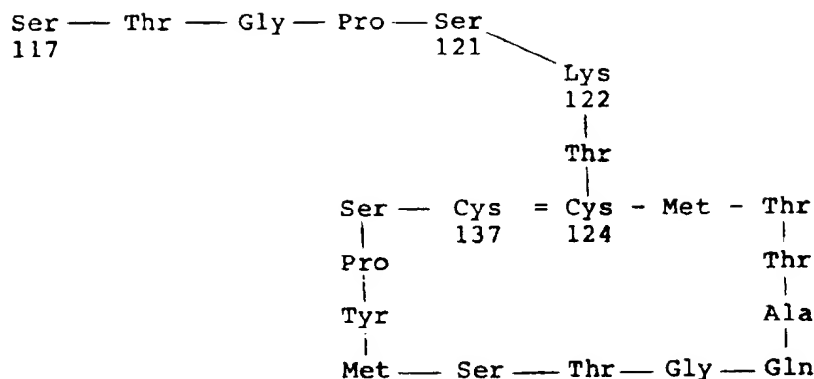 Ser — Thr — Gly — Pro — Ser
117 121
Lys
122
Thr
Ser — Cys = Cys - Met - Thr
137 124
Pro Thr
Tyr Ala
Met — Ser — Thr — Gly — Gln